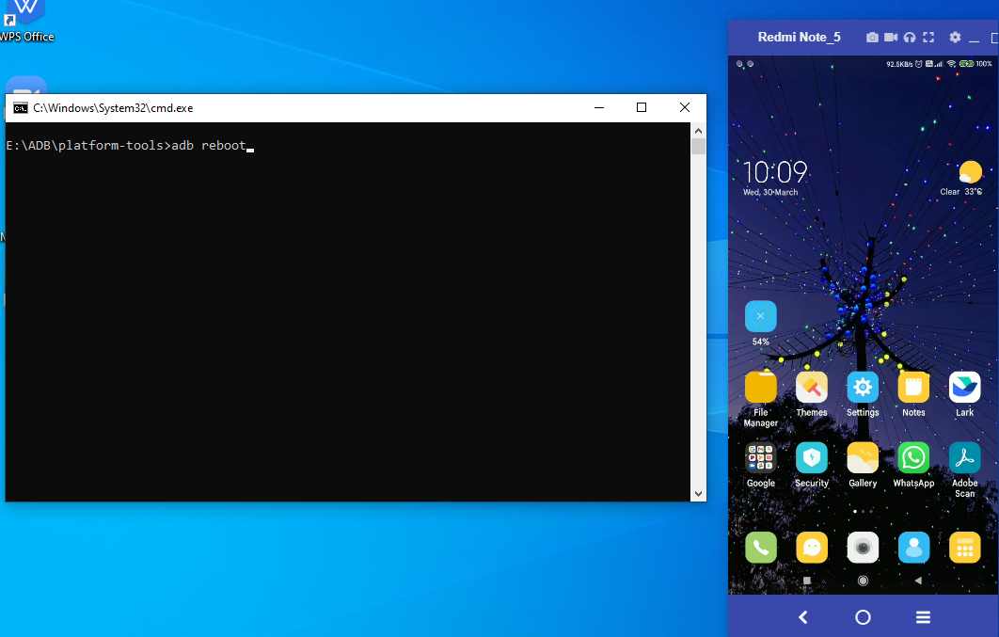 WPS Office
C:\Windows\System32\cmd.exe
E:\ADB\platform-tools>adb reboot
Redmi Note_5
92.5KB/s 100%
10:09
Wed, 30 March
Clear 33°C
54%
File Manager
Themes
Settings
Notes
Lark
Google
Security
Gallery
WhatsApp
Adobe Scan